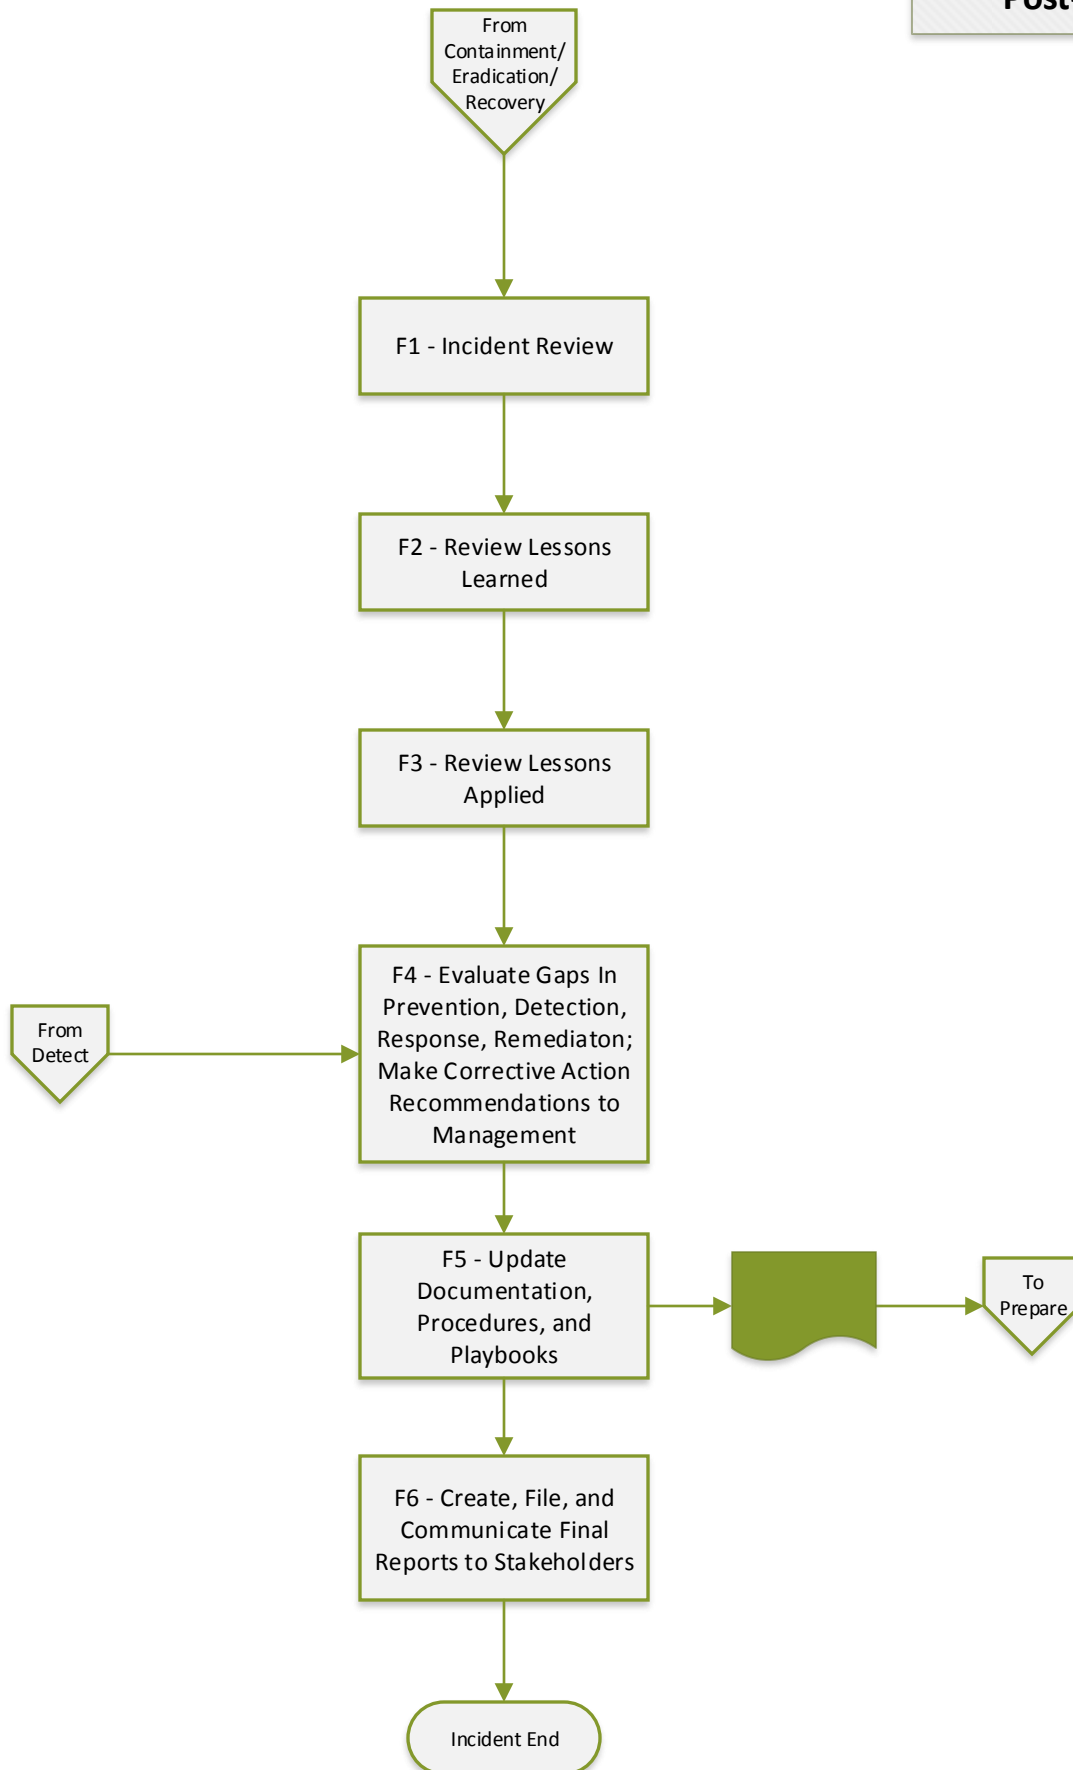 Post-
From
Containment/
Eradication/
Recovery
F1 - Incident Review
F2 - Review Lessons
Learned
F3 - Review Lessons
Applied
F4 - Evaluate Gaps In
Prevention, Detection,
Response, Remediaton;
Make Corrective Action
Recommendations to
Management
From
Detect
F5 - Update
Documentation,
Procedures, and
Playbooks
To
Prepare
F6 - Create, File, and
Communicate Final
Reports to Stakeholders
Incident End